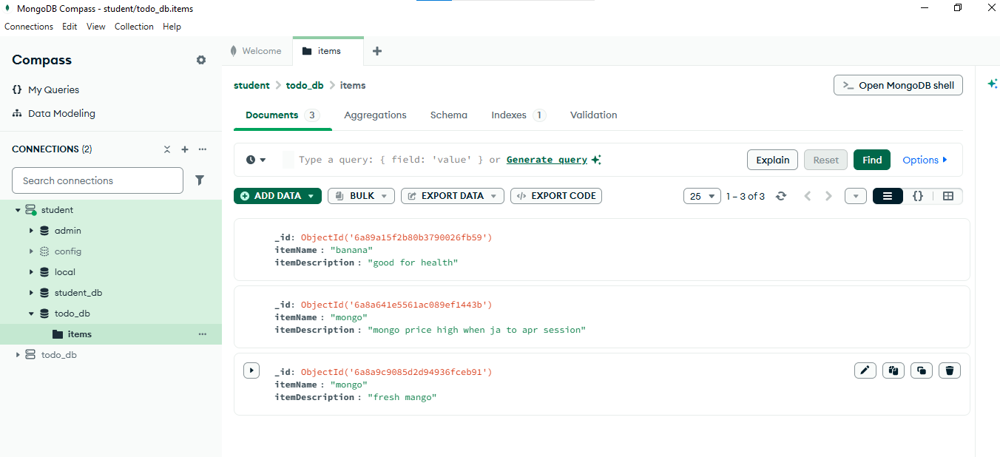 MongoDB Compass - student/todo_db.items
Connections Edit View Collection Help
Compass
My Queries
Data Modeling
CONNECTIONS (2)
Search connections
student
admin
config
local
student_db
todo_db
items
todo_db
Welcome
items
student > todo_db > items
>_ Open MongoDB shell
Documents 3 Aggregations Schema Indexes 1 Validation
Type a query: { field: 'value' } or Generate query
Explain Reset Find Options
ADD DATA BULK EXPORT DATA EXPORT CODE
25 1 – 3 of 3
_id: ObjectId('6a89a15f2b80b3790026fb59')
itemName : "banana"
itemDescription : "good for health"
_id: ObjectId('6a8a641e5561ac089ef1443b')
itemName : "mongo"
itemDescription : "mongo price high when ja to apr session"
_id: ObjectId('6a8a9c9085d2d94936fceb91')
itemName : "mongo"
itemDescription : "fresh mango"